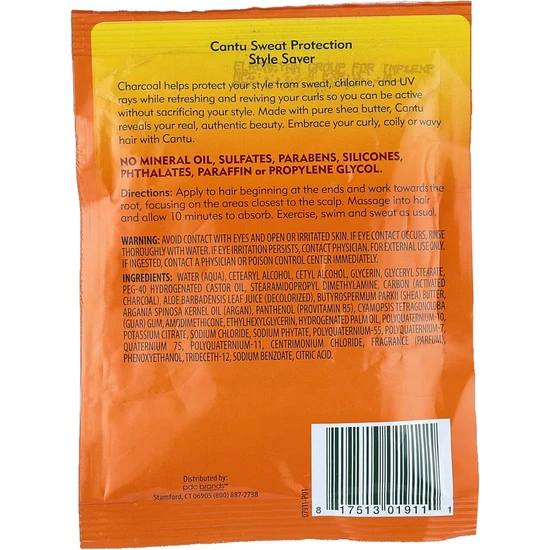 Cantu Sweat Protection
Style Saver
Charcoal helps protect your style from sweat, chlorine, and UV
rays while refreshing and reviving your curls so you can be active
without sacrificing your style. Made with pure shea butter, Cantu
reveals your real, authentic beauty. Embrace your curly, coily or wavy
hair with Cantu.
NO MINERAL OIL, SULFATES, PARABENS, SILICONES,
PHTHALATES, PARAFFIN or PROPYLENE GLYCOL.
Directions: Apply to hair beginning at the ends and work towards the
root, focusing on the areas closest to the scalp. Massage into hair
and allow 10 minutes to absorb. Exercise, swim and sweat as usual.
WARNING: AVOID CONTACT WITH EYES AND OPEN OR IRRITATED SKIN. IF EYE CONTACT OCCURS, RINSE
THOROUGHLY WITH WATER. IF EYE IRRITATION PERSISTS, CONTACT PHYSICIAN. FOR EXTERNAL USE ONLY.
IF INGESTED, CONTACT A PHYSICIAN OR POISON CONTROL CENTER IMMEDIATELY.
INGREDIENTS: WATER (AQUA), CETEARYL ALCOHOL, CETYL ALCOHOL, GLYCERIN, GLYCERYL STEARATE,
PEG-40 HYDROGENATED CASTOR OIL, STEARAMIDOPROPYL DIMETHYLAMINE, CARBON (ACTIVATED
CHARCOAL), ALOE BARBADENSIS LEAF JUICE (DECOLORIZED), BUTYROSPERMUM PARKII (SHEA) BUTTER,
ARGANIA SPINOSA KERNEL OIL (ARGAN), PANTHENOL (PROVITAMIN B5), CYAMOPSIS TETRAGONOLOBA
(GUAR) GUM, AMODIMETHICONE, ETHYLHEXYLGLYCERIN, HYDROGENATED PALM OIL, POLYQUATERNIUM-10,
POTASSIUM CITRATE, SODIUM CHLORIDE, SODIUM PHYTATE, POLYQUATERNIUM-55, POLYQUATERNIUM-7,
QUATERNIUM 75, POLYQUATERNIUM-11, CENTRIMONIUM CHLORIDE, FRAGRANCE (PARFUM),
PHENOXYETHANOL, TRIDECETH-12, SODIUM BENZOATE, CITRIC ACID.
Distributed by:
pdc brands™
Stamford, CT 06905 (800) 887-2738
07911-P01
8 17513 01911 1